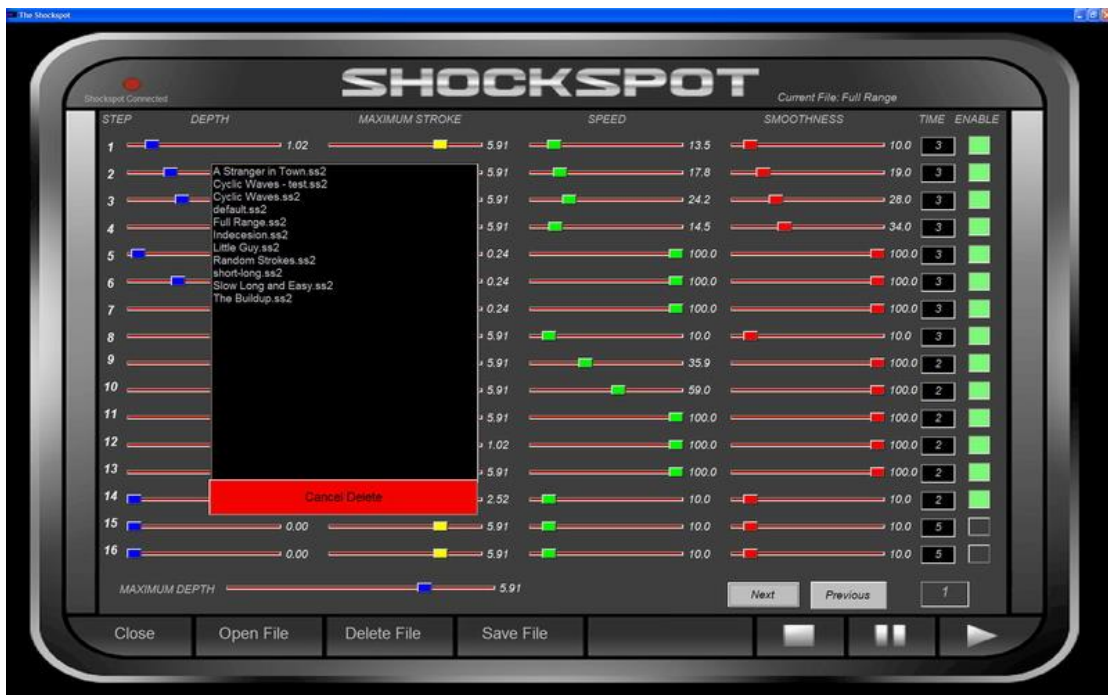 The Shockspot
SHOCKSPOT
Shockspot Connected
Current File: Full Range
STEP DEPTH MAXIMUM STROKE SPEED SMOOTHNESS TIME ENABLE
1 1.02 5.91 13.5 10.0 3
2 5.91 17.8 19.0 3
3 5.91 24.2 28.0 3
4 5.91 14.5 34.0 3
5 0.24 100.0 100.0 3
6 0.24 100.0 100.0 3
7 0.24 100.0 100.0 3
8 5.91 10.0 10.0 3
9 5.91 35.9 100.0 2
10 5.91 59.0 100.0 2
11 5.91 100.0 100.0 2
12 1.02 100.0 100.0 2
13 5.91 100.0 100.0 2
14 2.52 10.0 10.0 2
15 0.00 5.91 10.0 10.0 5
16 0.00 5.91 10.0 10.0 5
A Stranger in Town.ss2
Cyclic Waves - test.ss2
Cyclic Waves.ss2
default.ss2
Full Range.ss2
Indecesion.ss2
Little Guy.ss2
Random Strokes.ss2
short-long.ss2
Slow Long and Easy.ss2
The Buildup.ss2
Cancel Delete
MAXIMUM DEPTH 5.91
Next Previous 1
Close Open File Delete File Save File